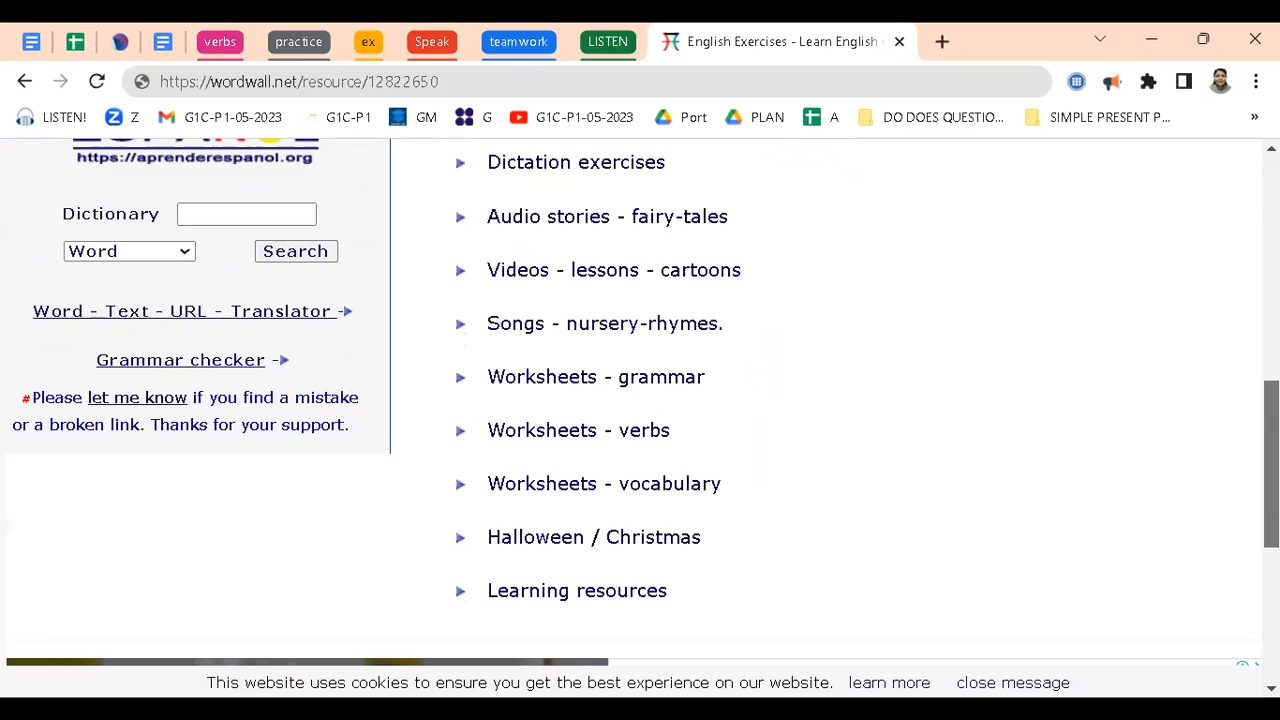 verbs
practice
ex
Speak
teamwork
LISTEN
English Exercises - Learn English
https://wordwall.net/resource/12822650
LISTEN!
Z
G1C-P1-05-2023
G1C-P1
GM
G
G1C-P1-05-2023
Port
PLAN
A
DO DOES QUESTIO...
SIMPLE PRESENT P...
»
https://aprenderespanol.org
Dictionary
Word
Search
Word - Text - URL - Translator -
Grammar checker -
#Please let me know if you find a mistake
or a broken link. Thanks for your support.
Dictation exercises
Audio stories - fairy-tales
Videos - lessons - cartoons
Songs - nursery-rhymes.
Worksheets - grammar
Worksheets - verbs
Worksheets - vocabulary
Halloween / Christmas
Learning resources
This website uses cookies to ensure you get the best experience on our website. learn more close message